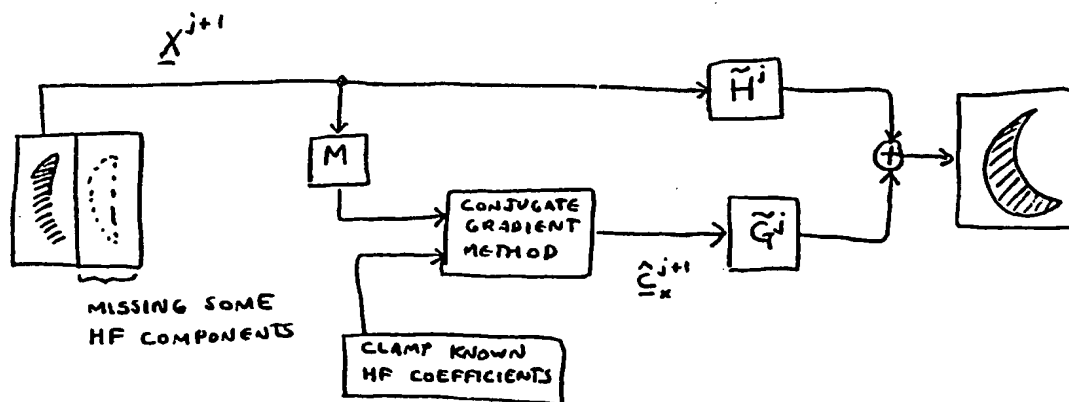 X^{j+1}
H̃^j
M
+
CONJUGATE
GRADIENT
METHOD
G̃^j
Ĉ_x^{j+1}
MISSING SOME
HF COMPONENTS
CLAMP KNOWN
HF COEFFICIENTS